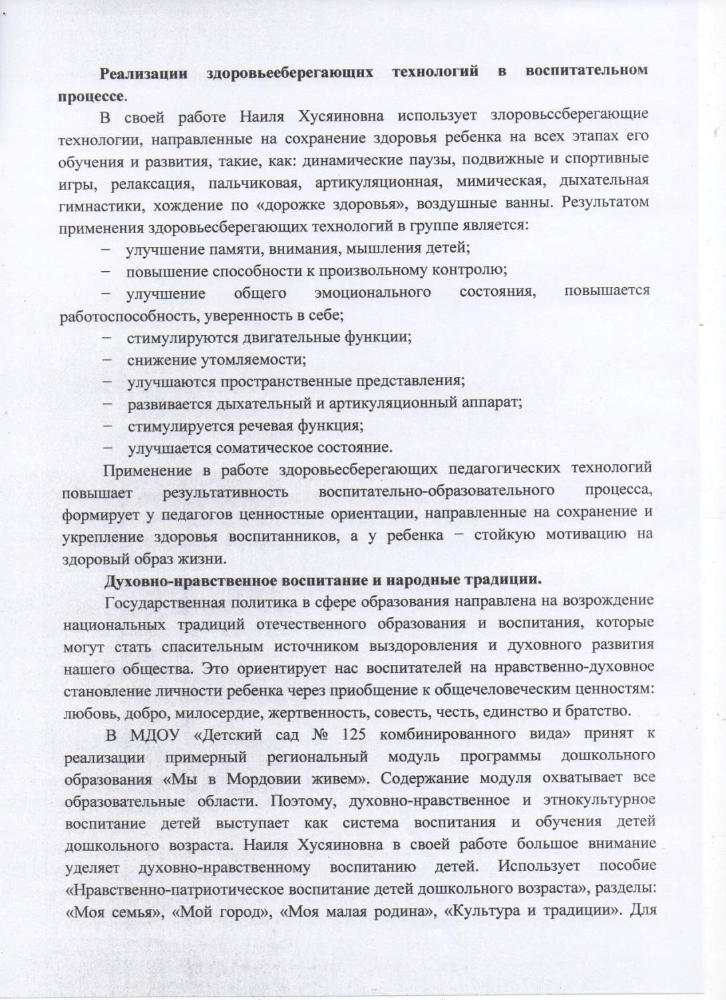 Реализации здоровьееберегающнх технологий в воспитательном
процессе.
В своей работе Наиля Хусяиновна использует злоровьссберегающие
технологии, направленные на сохранение здоровья ребенка на всех этапах его
обучения и развития, такие, как: динамические паузы, подвижные и спортивные
игры, релаксация, пальчиковая, артикуляционная, мимическая, дыхательная
гимнастики, хождение по «дорожке здоровья», воздушные ванны. Результатом
применения здоровьесберегающих технологий в группе является:
− улучшение памяти, внимания, мышления детей;
− повышение способности к произвольному контролю;
− улучшение общего эмоционального состояния, повышается
работоспособность, уверенность в себе;
− стимулируются двигательные функции;
− снижение утомляемости;
− улучшаются пространственные представления;
− развивается дыхательный и артикуляционный аппарат;
− стимулируется речевая функция;
− улучшается соматическое состояние.
Применение в работе здоровьесберегающих педагогических технологий
повышает результативность воспитательно-образовательного процесса,
формирует у педагогов ценностные ориентации, направленные на сохранение и
укрепление здоровья воспитанников, а у ребенка − стойкую мотивацию на
здоровый образ жизни.
Духовно-нравственное воспитание и народные традиции.
Государственная политика в сфере образования направлена на возрождение
национальных традиций отечественного образования и воспитания, которые
могут стать спасительным источником выздоровления и духовного развития
нашего общества. Это ориентирует нас воспитателей на нравственно-духовное
становление личности ребенка через приобщение к общечеловеческим ценностям:
любовь, добро, милосердие, жертвенность, совесть, честь, единство и братство.
В МДОУ «Детский сад № 125 комбинированного вида» принят к
реализации примерный региональный модуль программы дошкольного
образования «Мы в Мордовии живем». Содержание модуля охватывает все
образовательные области. Поэтому, духовно-нравственное и этнокультурное
воспитание детей выступает как система воспитания и обучения детей
дошкольного возраста. Наиля Хусяиновна в своей работе большое внимание
уделяет духовно-нравственному воспитанию детей. Использует пособие
«Нравственно-патриотическое воспитание детей дошкольного возраста», разделы:
«Моя семья», «Мой город», «Моя малая родина», «Культура и традиции». Для